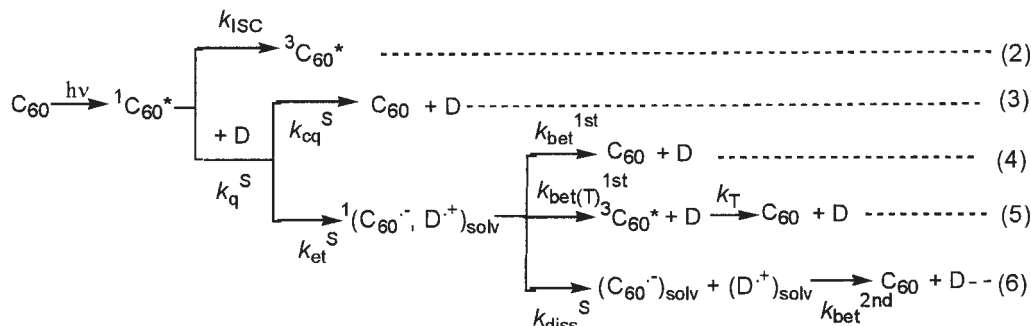 k_ISC
³C₆₀* (2)
C₆₀ hν ¹C₆₀* C₆₀ + D (3)
+ D k_cq^S k_bet^1st
C₆₀ + D (4)
k_q^S k_bet(T)^1st k_T
k_et^S ¹(C₆₀·⁻, D·⁺)solv ³C₆₀* + D C₆₀ + D (5)
(C₆₀·⁻)solv + (D·⁺)solv C₆₀ + D (6)
k_diss^S k_bet^2nd